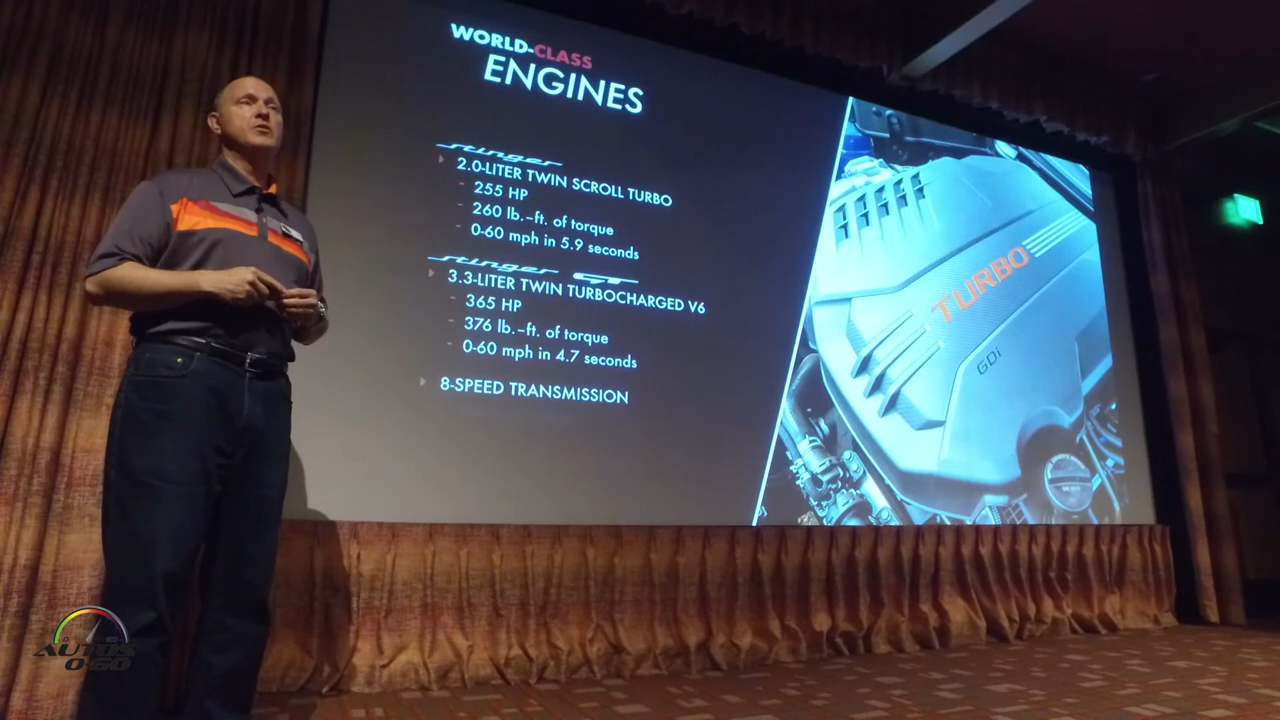 WORLD-CLASS
ENGINES
stinger
2.0-LITER TWIN SCROLL TURBO
- 255 HP
- 260 lb.-ft. of torque
- 0-60 mph in 5.9 seconds
stinger GT
3.3-LITER TWIN TURBOCHARGED V6
- 365 HP
- 376 lb.-ft. of torque
- 0-60 mph in 4.7 seconds
8-SPEED TRANSMISSION
TURBO
GDi
AUTOS
0-60